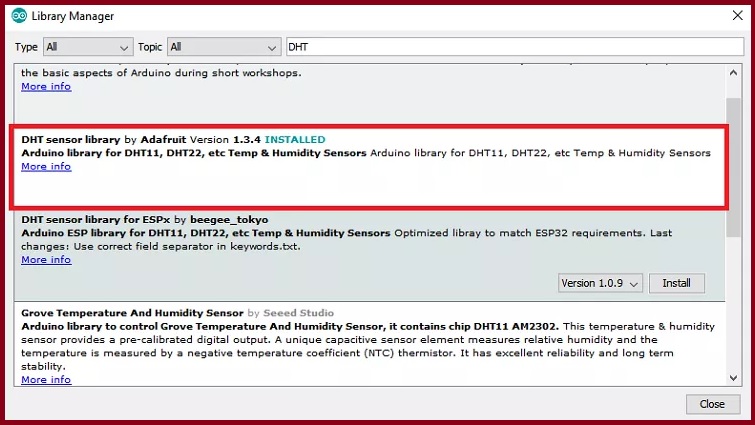 Library Manager
Type All Topic All DHT
the basic aspects of Arduino during short workshops.
More info
DHT sensor library by Adafruit Version 1.3.4 INSTALLED
Arduino library for DHT11, DHT22, etc Temp & Humidity Sensors Arduino library for DHT11, DHT22, etc Temp & Humidity Sensors
More info
DHT sensor library for ESPx by beegee_tokyo
Arduino ESP library for DHT11, DHT22, etc Temp & Humidity Sensors Optimized libray to match ESP32 requirements. Last
changes: Use correct field separator in keywords.txt.
More info
Version 1.0.9 Install
Grove Temperature And Humidity Sensor by Seeed Studio
Arduino library to control Grove Temperature And Humidity Sensor, it contains chip DHT11 AM2302. This temperature & humidity
sensor provides a pre-calibrated digital output. A unique capacitive sensor element measures relative humidity and the
temperature is measured by a negative temperature coefficient (NTC) thermistor. It has excellent reliability and long term
stability.
More info
Close